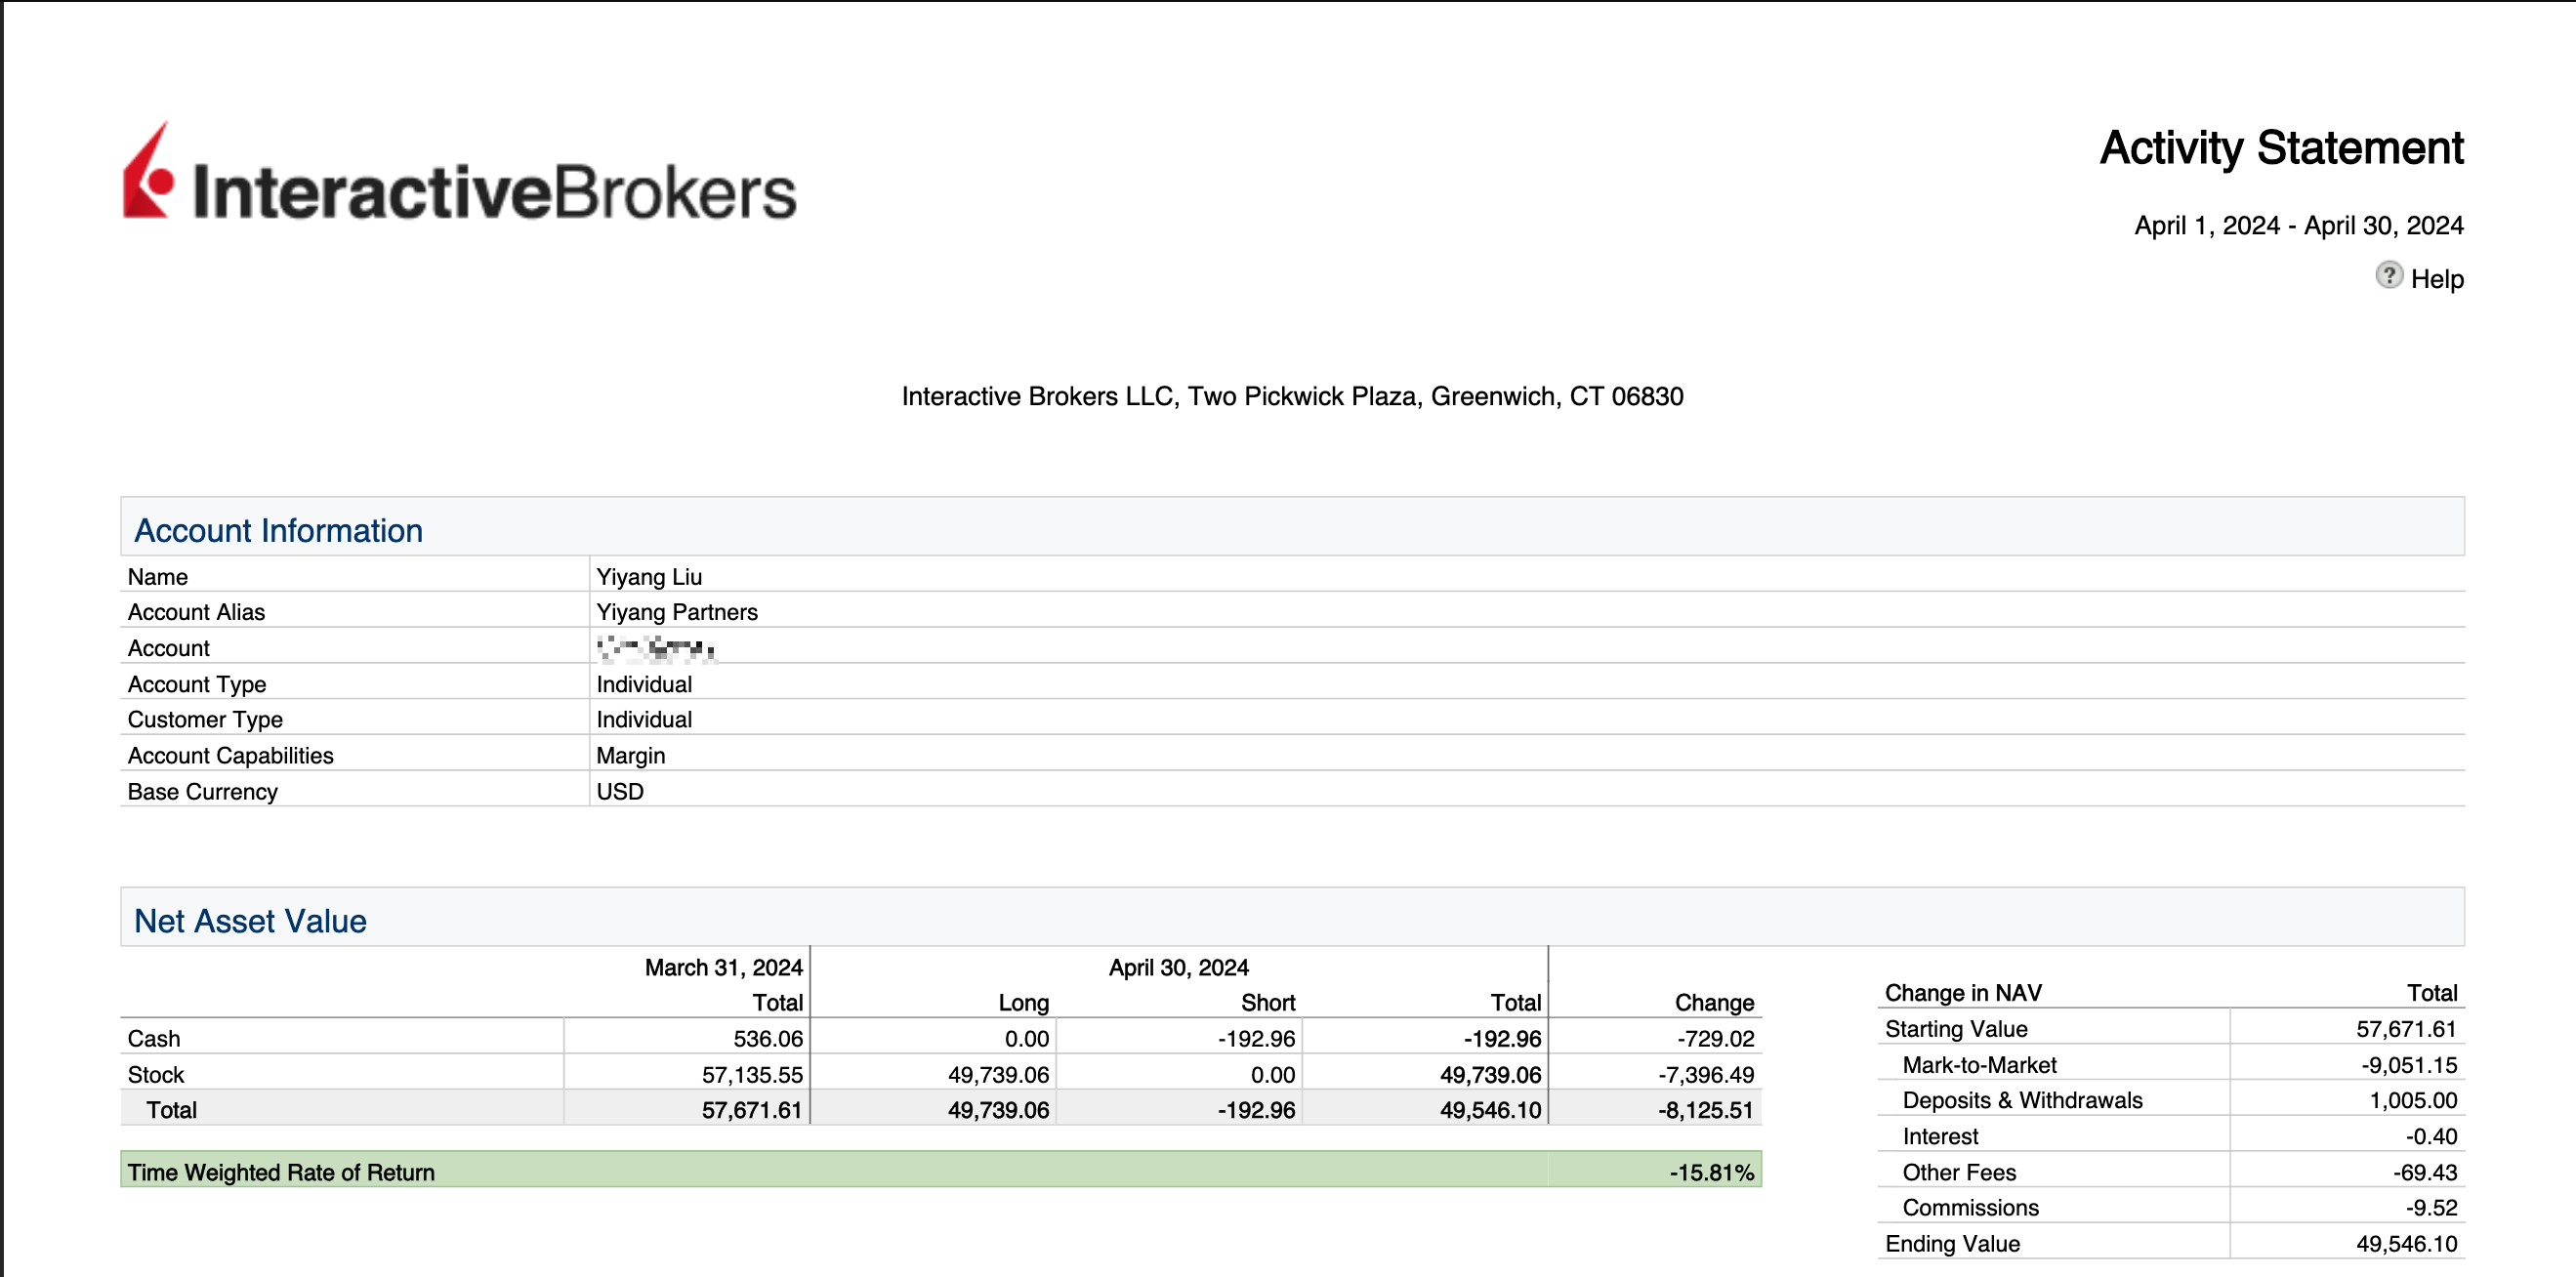 InteractiveBrokers
Activity Statement
April 1, 2024 - April 30, 2024
? Help
Interactive Brokers LLC, Two Pickwick Plaza, Greenwich, CT 06830
Account Information
Name Yiyang Liu
Account Alias Yiyang Partners
Account
Account Type Individual
Customer Type Individual
Account Capabilities Margin
Base Currency USD
Net Asset Value
March 31, 2024 April 30, 2024
Total Long Short Total Change
Cash 536.06 0.00 -192.96 -192.96 -729.02
Stock 57,135.55 49,739.06 0.00 49,739.06 -7,396.49
Total 57,671.61 49,739.06 -192.96 49,546.10 -8,125.51
Time Weighted Rate of Return -15.81%
Change in NAV Total
Starting Value 57,671.61
Mark-to-Market -9,051.15
Deposits & Withdrawals 1,005.00
Interest -0.40
Other Fees -69.43
Commissions -9.52
Ending Value 49,546.10